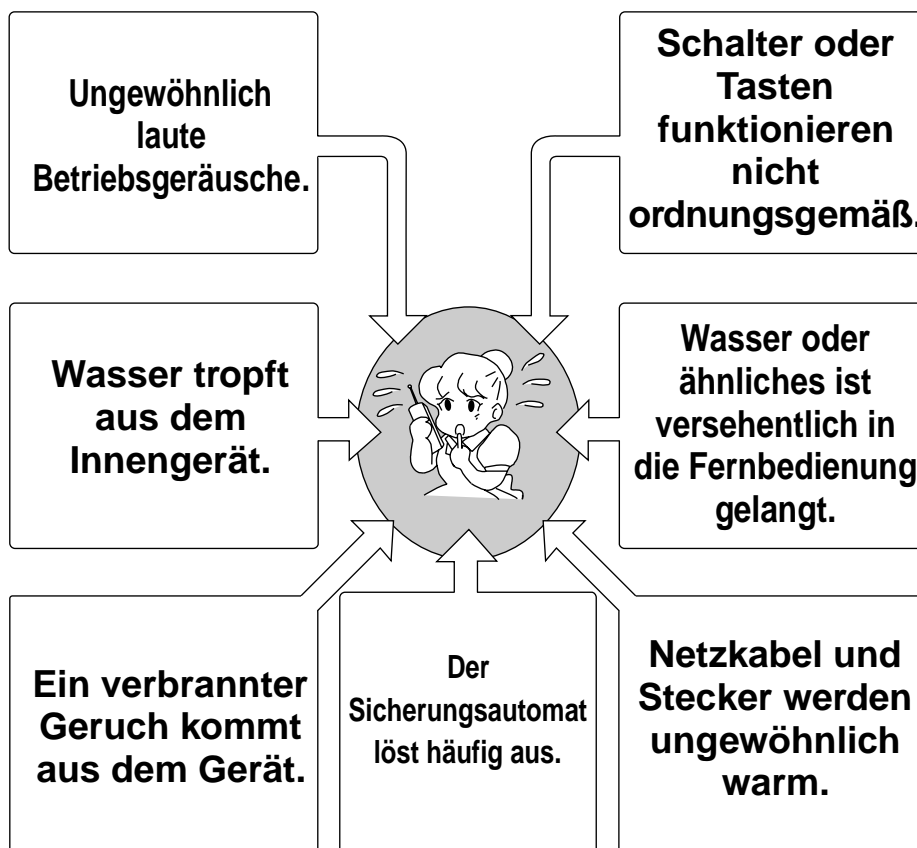 Ungewöhnlich
laute
Betriebsgeräusche.
Schalter oder
Tasten
funktionieren
nicht
ordnungsgemäß.
Wasser tropft
aus dem
Innengerät.
Wasser oder
ähnliches ist
versehentlich in
die Fernbedienung
gelangt.
Ein verbrannter
Geruch kommt
aus dem Gerät.
Der
Sicherungsautomat
löst häufig aus.
Netzkabel und
Stecker werden
ungewöhnlich
warm.